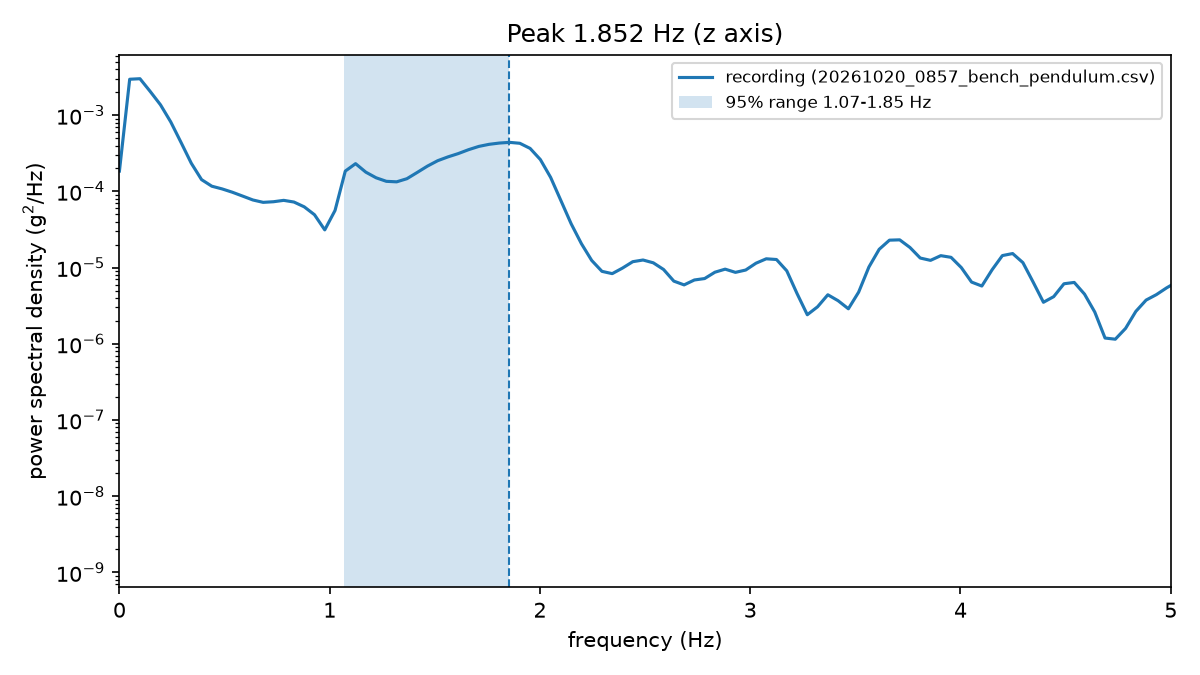 Peak 1.852 Hz (z axis)
recording (20261020_0857_bench_pendulum.csv)
95% range 1.07-1.85 Hz
power spectral density (g²/Hz)
10⁻³
10⁻⁴
10⁻⁵
10⁻⁶
10⁻⁷
10⁻⁸
10⁻⁹
0 1 2 3 4 5
frequency (Hz)